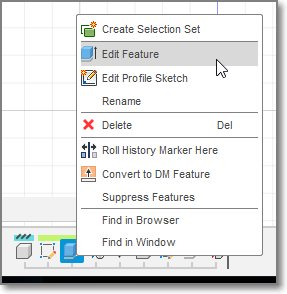 Create Selection Set
Edit Feature
Edit Profile Sketch
Rename
Delete Del
Roll History Marker Here
Convert to DM Feature
Suppress Features
Find in Browser
Find in Window